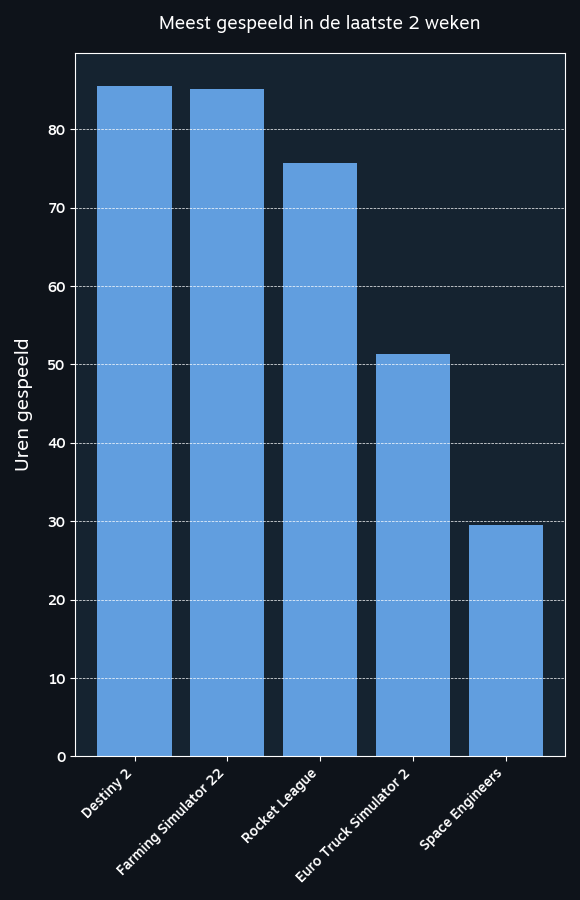 Meest gespeeld in de laatste 2 weken
Uren gespeeld
80
70
60
50
40
30
20
10
0
Destiny 2
Farming Simulator 22
Rocket League
Euro Truck Simulator 2
Space Engineers